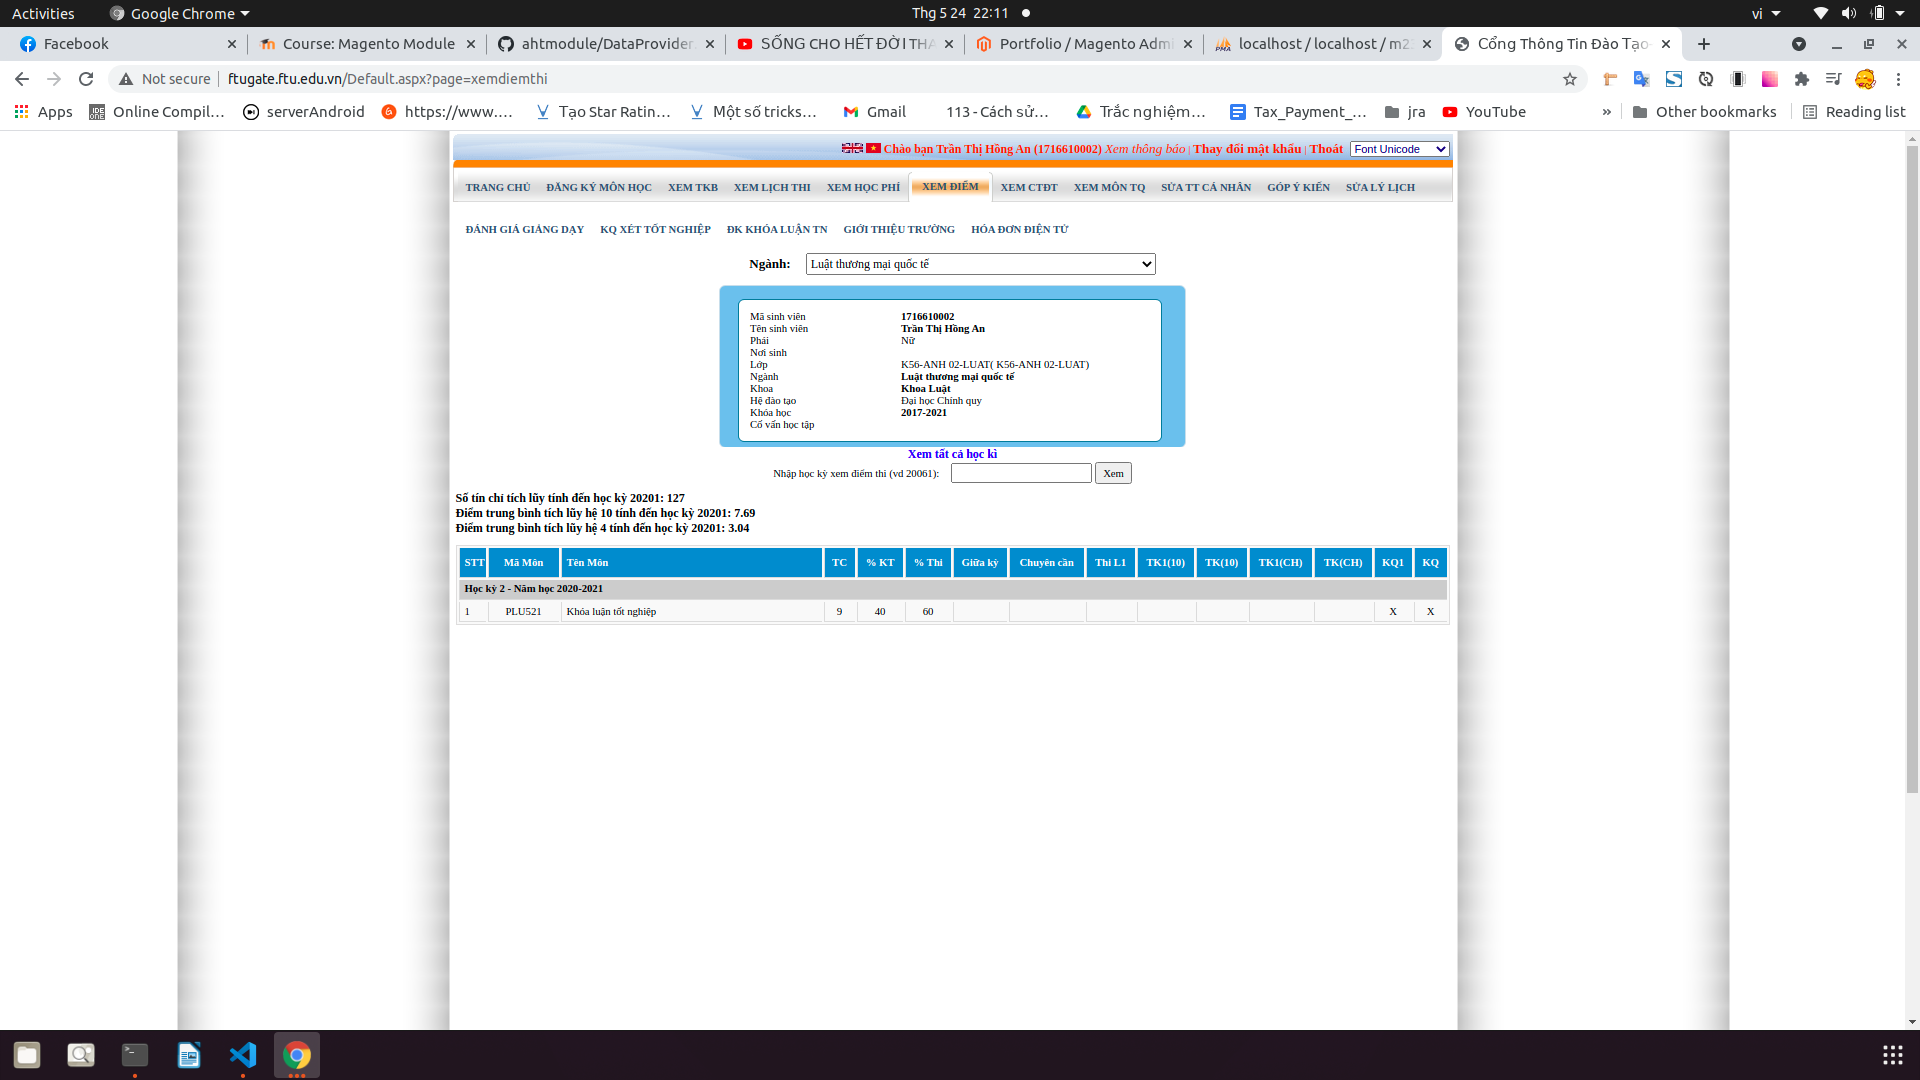 Activities
Google Chrome
Thg 5 24 22:11
vi
Facebook
Course: Magento Module
ahtmodule/DataProvider.
SỐNG CHO HẾT ĐỜI THA
Portfolio / Magento Admi
localhost / localhost / m2
Cổng Thông Tin Đào Tạo
Not secure
ftugate.ftu.edu.vn/Default.aspx?page=xemdiemthi
Apps
Online Compil…
serverAndroid
https://www.…
Tạo Star Ratin…
Một số tricks…
Gmail
113 - Cách sử…
Trắc nghiệm…
Tax_Payment_…
jra
YouTube
»
Other bookmarks
Reading list
Chào bạn Trần Thị Hồng An (1716610002) Xem thông báo | Thay đổi mật khẩu | Thoát
Font Unicode
TRANG CHỦ
ĐĂNG KÝ MÔN HỌC
XEM TKB
XEM LỊCH THI
XEM HỌC PHÍ
XEM ĐIỂM
XEM CTĐT
XEM MÔN TQ
SỬA TT CÁ NHÂN
GÓP Ý KIẾN
SỬA LÝ LỊCH
ĐÁNH GIÁ GIẢNG DẠY
KQ XÉT TỐT NGHIỆP
ĐK KHÓA LUẬN TN
GIỚI THIỆU TRƯỜNG
HÓA ĐƠN ĐIỆN TỬ
Ngành: Luật thương mại quốc tế
Mã sinh viên 1716610002
Tên sinh viên Trần Thị Hồng An
Phái Nữ
Nơi sinh
Lớp K56-ANH 02-LUAT( K56-ANH 02-LUAT)
Ngành Luật thương mại quốc tế
Khoa Khoa Luật
Hệ đào tạo Đại học Chính quy
Khóa học 2017-2021
Cố vấn học tập
Xem tất cả học kì
Nhập học kỳ xem điểm thi (vd 20061): Xem
Số tín chỉ tích lũy tính đến học kỳ 20201: 127
Điểm trung bình tích lũy hệ 10 tính đến học kỳ 20201: 7.69
Điểm trung bình tích lũy hệ 4 tính đến học kỳ 20201: 3.04
STT Mã Môn Tên Môn TC % KT % Thi Giữa kỳ Chuyên cần Thi L1 TK1(10) TK(10) TK1(CH) TK(CH) KQ1 KQ
Học kỳ 2 - Năm học 2020-2021
1 PLU521 Khóa luận tốt nghiệp 9 40 60 X X